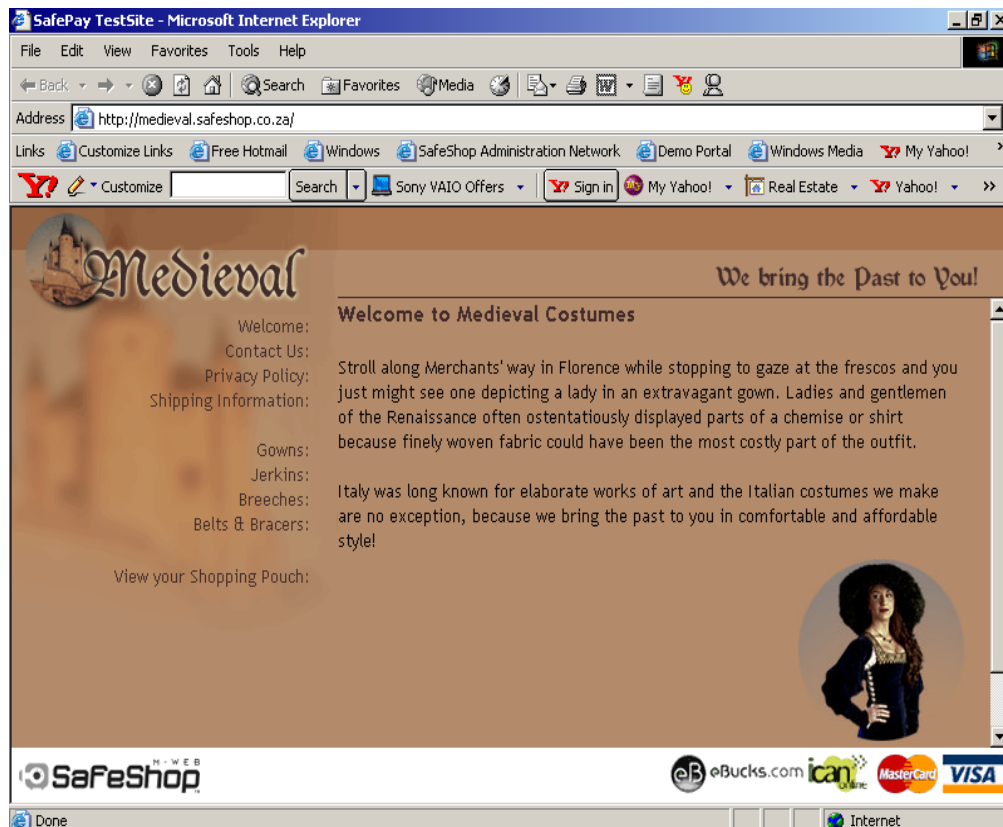 SafePay TestSite - Microsoft Internet Explorer
File Edit View Favorites Tools Help
Back Search Favorites Media
Address http://medieval.safeshop.co.za/
Links Customize Links Free Hotmail Windows SafeShop Administration Network Demo Portal Windows Media My Yahoo! »
Y! Customize Search Sony VAIO Offers Sign in My Yahoo! Real Estate Yahoo! »
Medieval
We bring the Past to You!
Welcome:
Contact Us:
Privacy Policy:
Shipping Information:
Gowns:
Jerkins:
Breeches:
Belts & Bracers:
View your Shopping Pouch:
Welcome to Medieval Costumes
Stroll along Merchants' way in Florence while stopping to gaze at the frescos and you
just might see one depicting a lady in an extravagant gown. Ladies and gentlemen
of the Renaissance often ostentatiously displayed parts of a chemise or shirt
because finely woven fabric could have been the most costly part of the outfit.
Italy was long known for elaborate works of art and the Italian costumes we make
are no exception, because we bring the past to you in comfortable and affordable
style!
M-WEB
SaFeShop
eB eBucks.com ican online MasterCard VISA
Done Internet